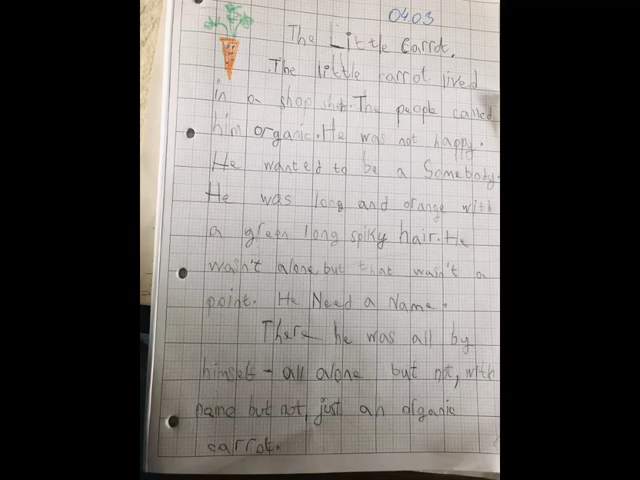 04.03
The Little Carrot.
The little carrot lived
in a shop. The people called
him organic. He was not happy.
He wanted to be a Somebody.
He was long and orange with
a green long spiky hair. He
wasn't alone but that wasn't a
point. He Need a Name.
There he was all by
himself - all alone but not, with
name but not, just an organic
carrot.